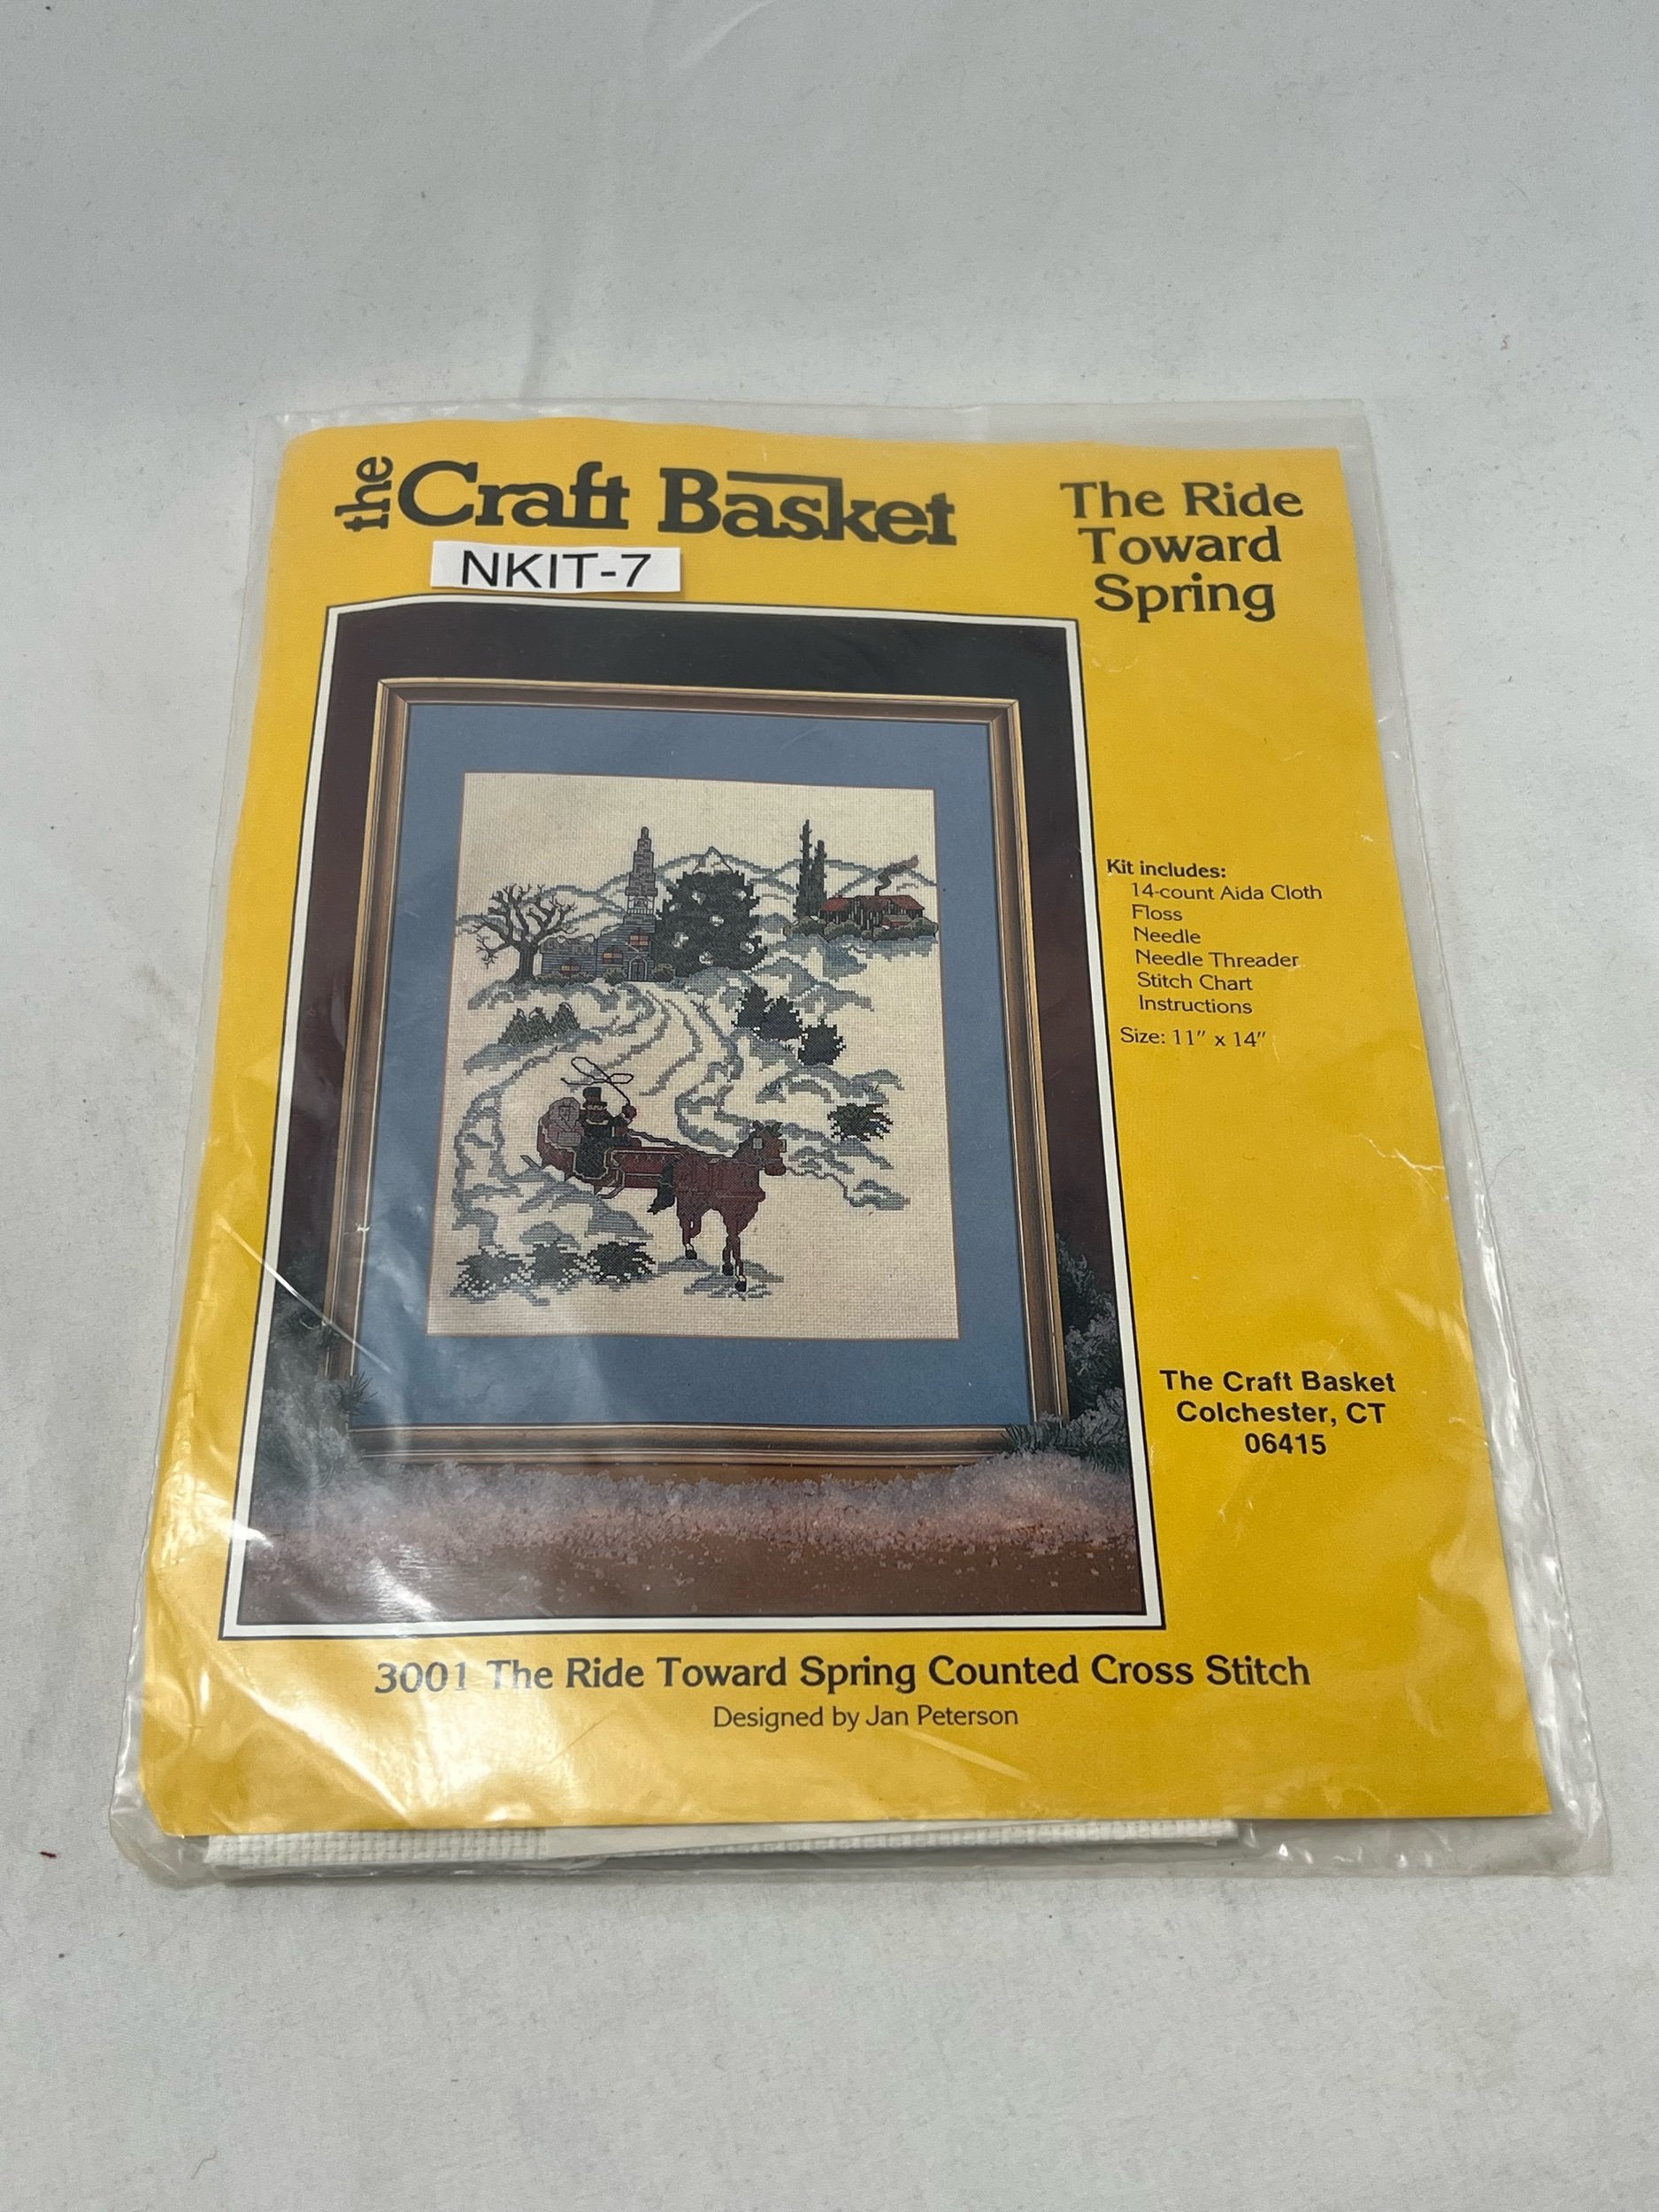 the Craft Basket
NKIT-7
The Ride
Toward
Spring
Kit includes:
14-count Aida Cloth
Floss
Needle
Needle Threader
Stitch Chart
Instructions
Size: 11" x 14"
The Craft Basket
Colchester, CT
06415
3001 The Ride Toward Spring Counted Cross Stitch
Designed by Jan Peterson